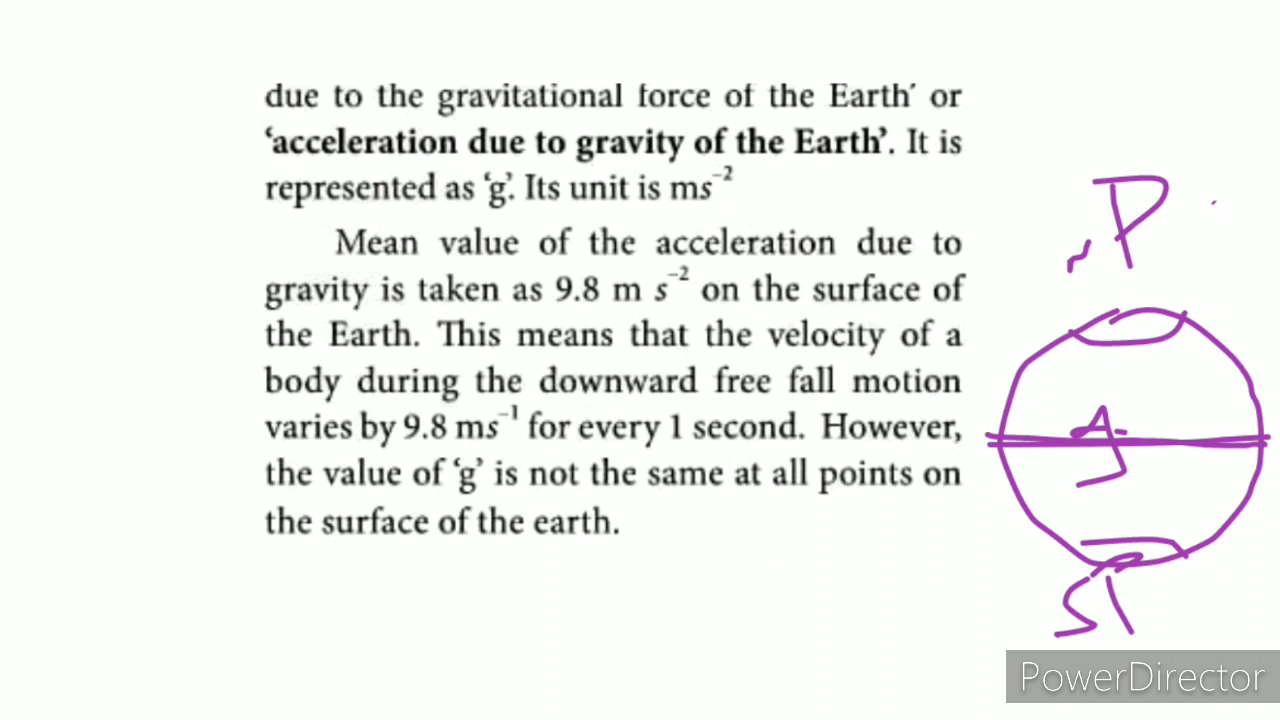 due to the gravitational force of the Earth’ or
‘acceleration due to gravity of the Earth’. It is
represented as ‘g’. Its unit is ms⁻²
Mean value of the acceleration due to
gravity is taken as 9.8 m s⁻² on the surface of
the Earth. This means that the velocity of a
body during the downward free fall motion
varies by 9.8 ms⁻¹ for every 1 second. However,
the value of ‘g’ is not the same at all points on
the surface of the earth.
P
SP
PowerDirector